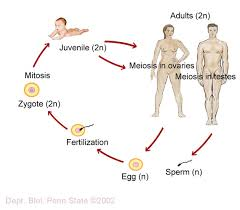 Adults (2n)
Juvenile (2n)
Meiosis in ovaries
Meiosis in testes
Mitosis
Zygote (2n)
Fertilization
Egg (n)
Sperm (n)
Dept. Biol. Penn State ©2002